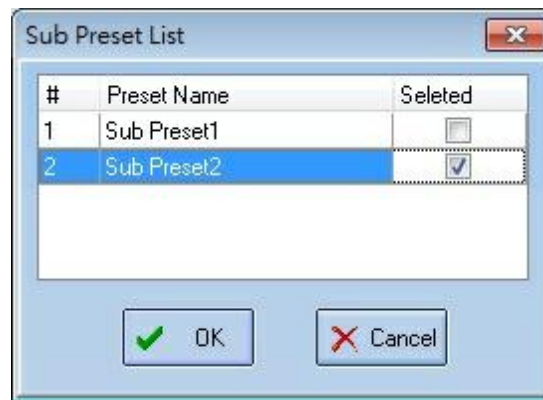 Sub Preset List
# Preset Name Seleted
1 Sub Preset1
2 Sub Preset2
OK Cancel